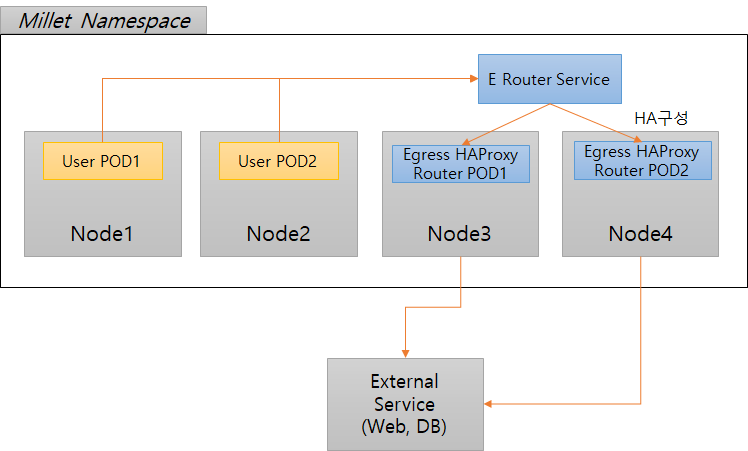 Millet Namespace
E Router Service
HA구성
User POD1
User POD2
Egress HAProxy
Router POD1
Egress HAProxy
Router POD2
Node1
Node2
Node3
Node4
External
Service
(Web, DB)